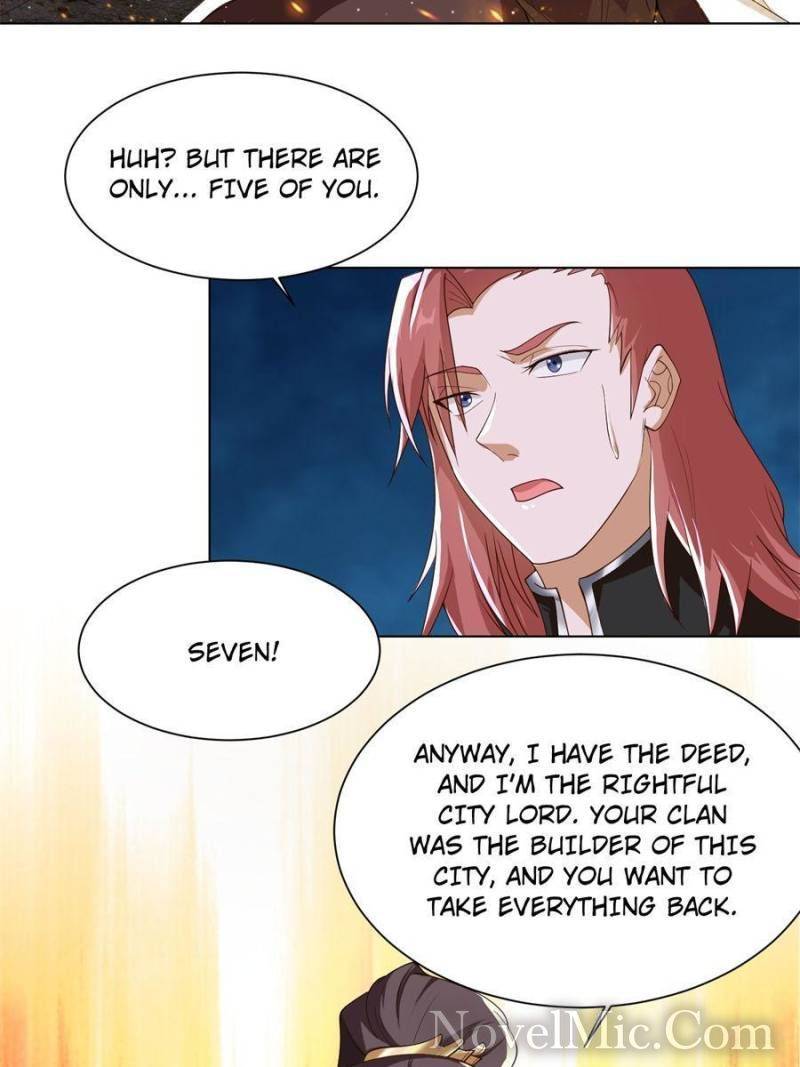 HUH? BUT THERE ARE
ONLY... FIVE OF YOU.
SEVEN!
ANYWAY, I HAVE THE DEED,
AND I'M THE RIGHTFUL
CITY LORD. YOUR CLAN
WAS THE BUILDER OF THIS
CITY, AND YOU WANT TO
TAKE EVERYTHING BACK.
NovelMic.Com